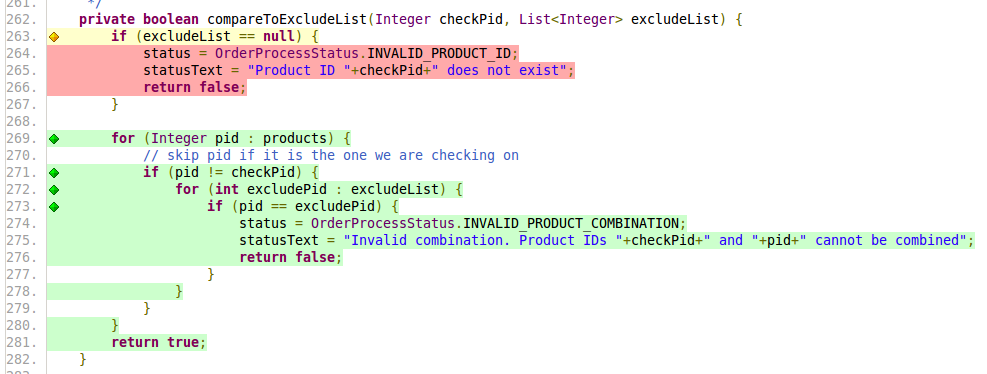 261.     */
262.    private boolean compareToExcludeList(Integer checkPid, List<Integer> excludeList) {
263.        if (excludeList == null) {
264.            status = OrderProcessStatus.INVALID_PRODUCT_ID;
265.            statusText = "Product ID "+checkPid+" does not exist";
266.            return false;
267.        }
268.
269.        for (Integer pid : products) {
270.            // skip pid if it is the one we are checking on
271.            if (pid != checkPid) {
272.                for (int excludePid : excludeList) {
273.                    if (pid == excludePid) {
274.                        status = OrderProcessStatus.INVALID_PRODUCT_COMBINATION;
275.                        statusText = "Invalid combination. Product IDs "+checkPid+" and "+pid+" cannot be combined";
276.                        return false;
277.                    }
278.                }
279.            }
280.        }
281.        return true;
282.    }